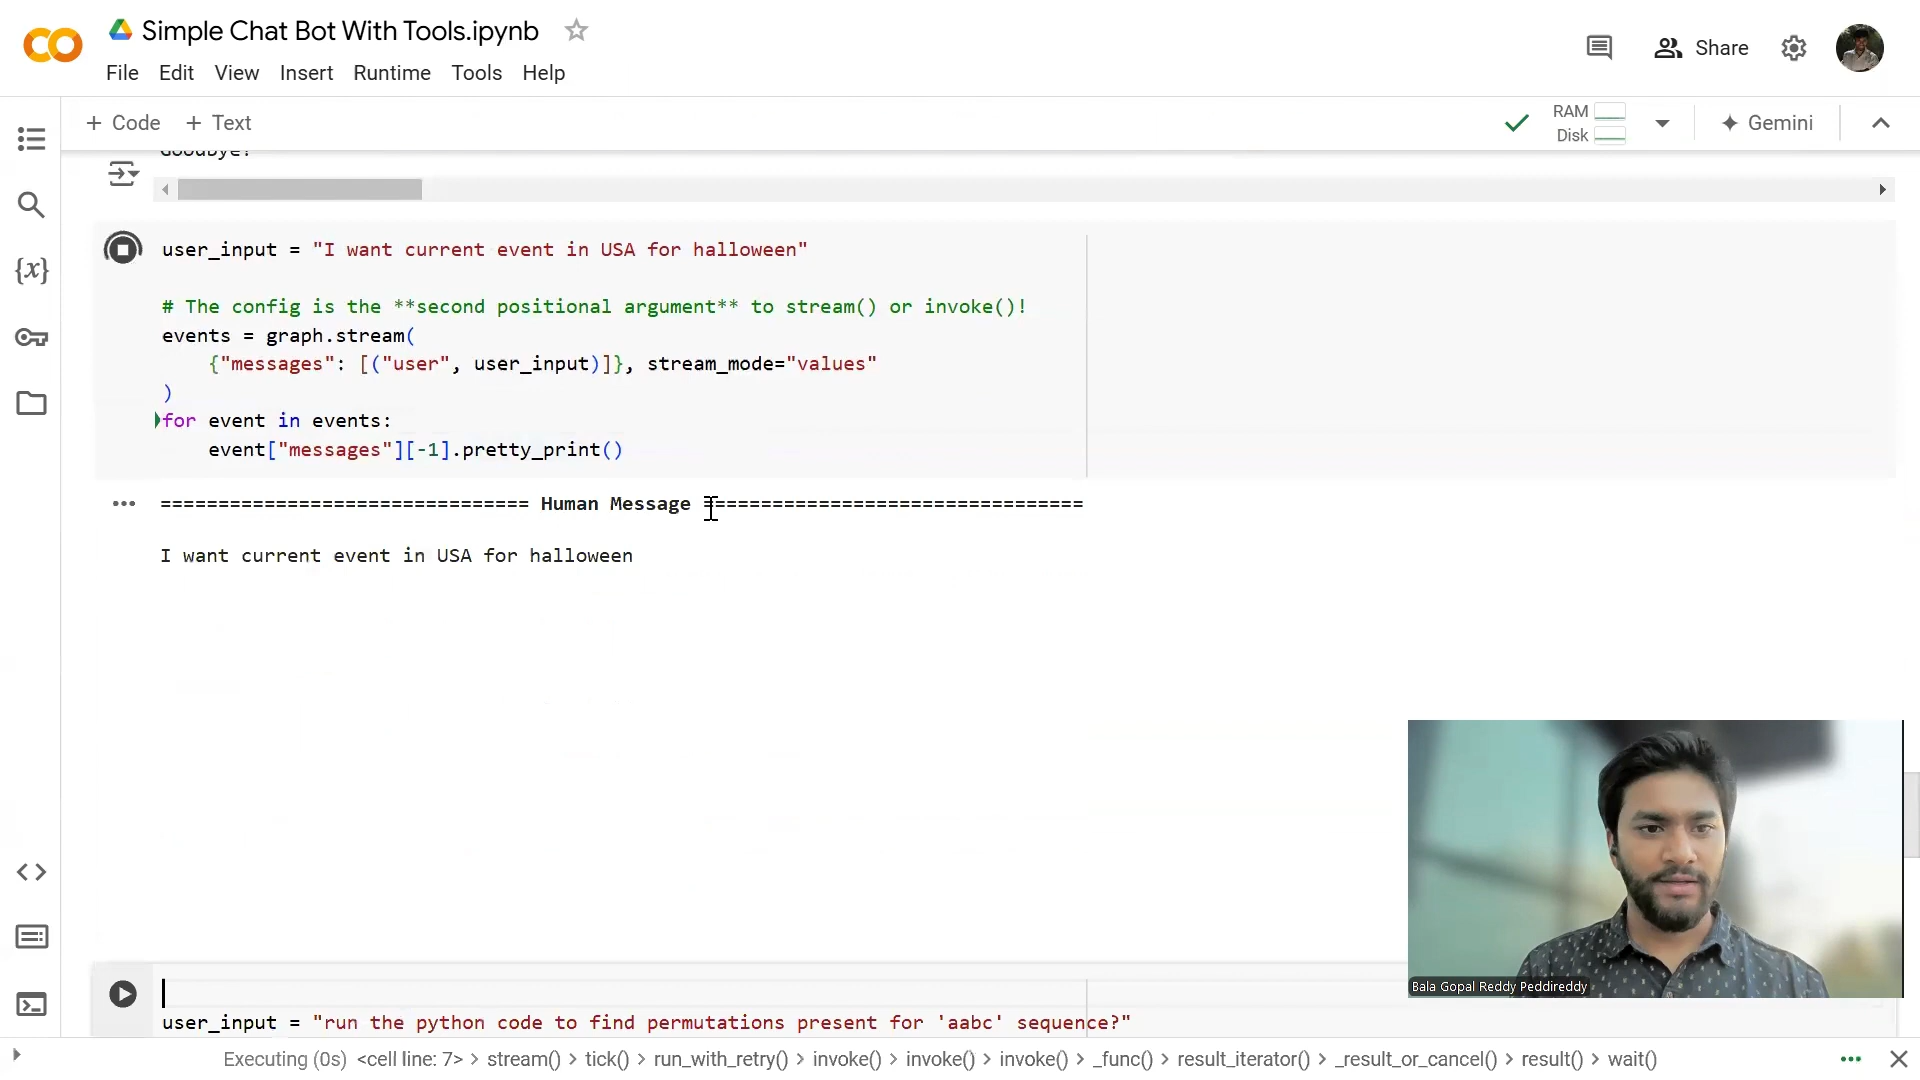 Simple Chat Bot With Tools.ipynb
File Edit View Insert Runtime Tools Help
Share
+ Code + Text
RAM
Disk
Gemini
Goodbye!
user_input = "I want current event in USA for halloween"
# The config is the **second positional argument** to stream() or invoke()!
events = graph.stream(
{"messages": [("user", user_input)]}, stream_mode="values"
)
for event in events:
event["messages"][-1].pretty_print()
================================ Human Message =================================
I want current event in USA for halloween
Bala Gopal Reddy Peddireddy
user_input = "run the python code to find permutations present for 'aabc' sequence?"
Executing (0s) <cell line: 7> > stream() > tick() > run_with_retry() > invoke() > invoke() > invoke() > _func() > result_iterator() > _result_or_cancel() > result() > wait()